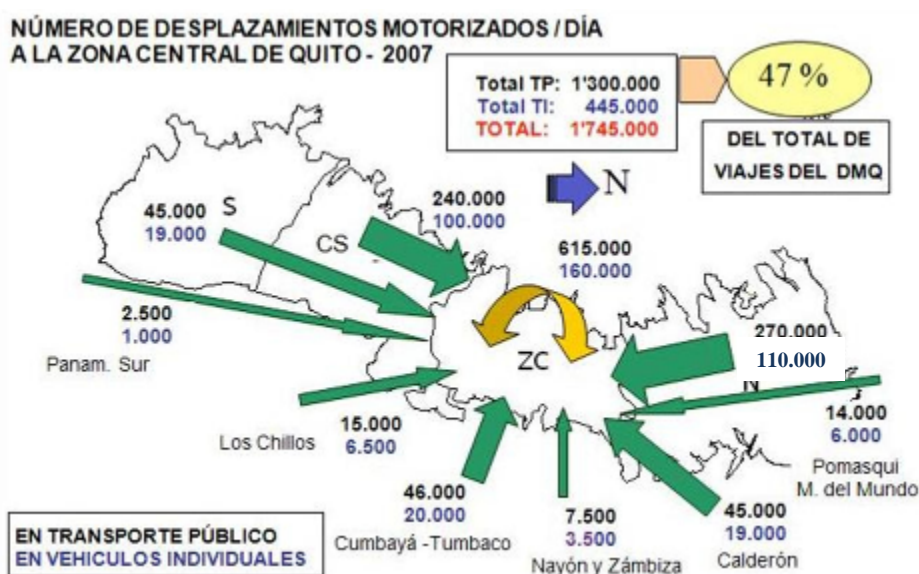 NÚMERO DE DESPLAZAMIENTOS MOTORIZADOS / DÍA
A LA ZONA CENTRAL DE QUITO - 2007
Total TP: 1'300.000
Total TI: 445.000
TOTAL: 1'745.000
47 %
DEL TOTAL DE
VIAJES DEL DMQ
N
45.000
19.000
S
CS
240.000
100.000
615.000
160.000
2.500
1.000
Panam. Sur
ZC
270.000
110.000
N
Los Chillos
15.000
6.500
14.000
6.000
Pomasqui
M. del Mundo
46.000
20.000
Cumbayá -Tumbaco
7.500
3.500
Nayón y Zámbiza
45.000
19.000
Calderón
EN TRANSPORTE PÚBLICO
EN VEHICULOS INDIVIDUALES